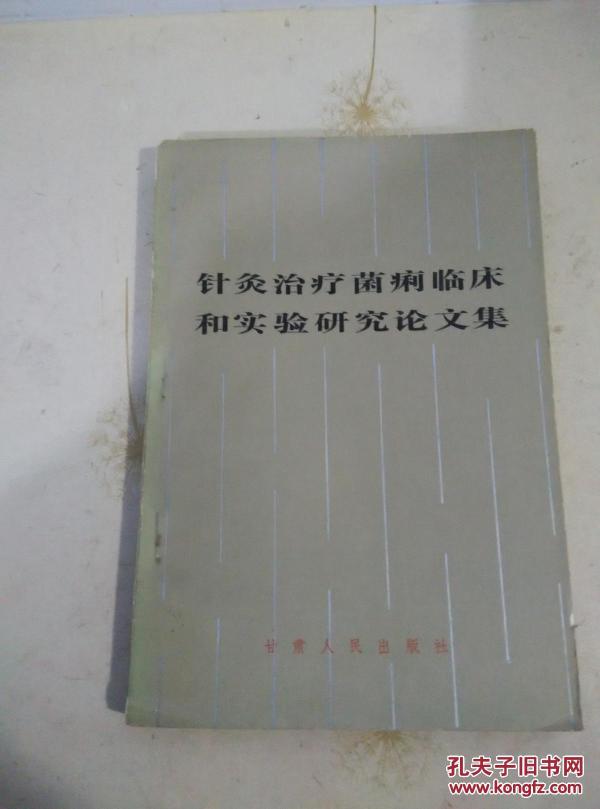 针灸治疗菌痢临床
和实验研究论文集
甘肃人民出版社
孔夫子旧书网
www.kongfz.com